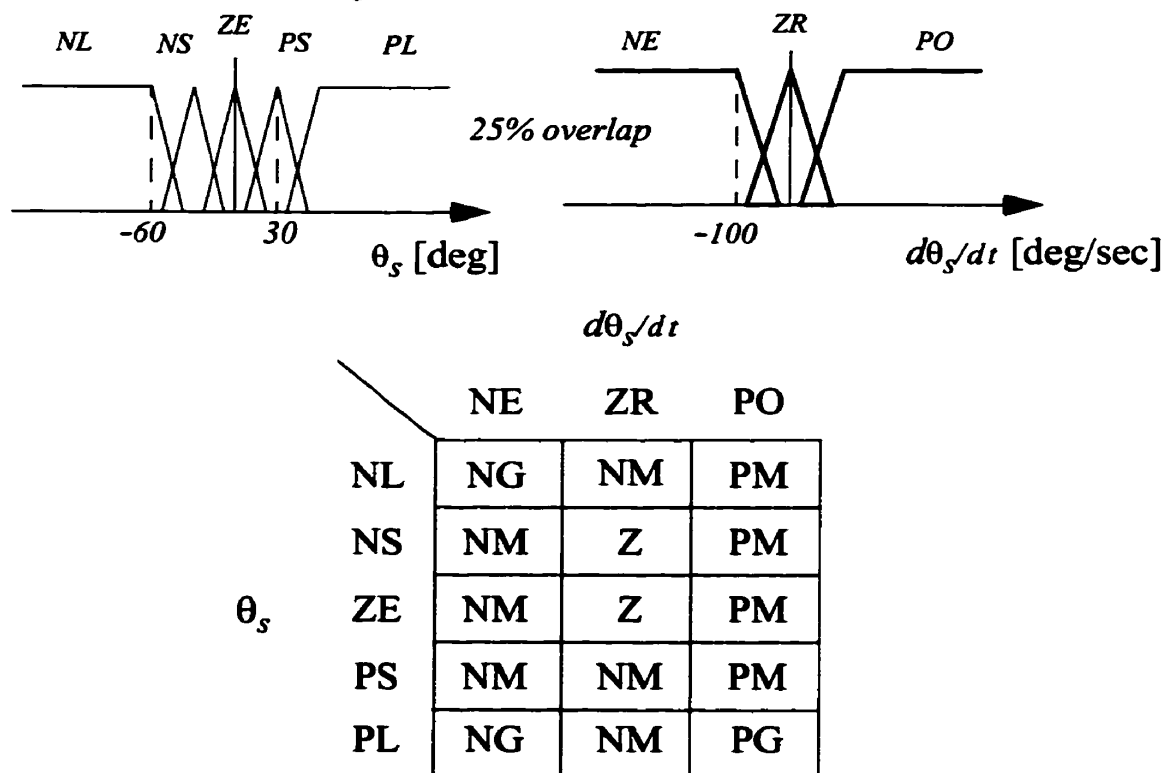 NL NS ZE PS PL
NE ZR PO
25% overlap
-60 30
θs [deg]
-100
dθs/dt [deg/sec]
dθs/dt
NE ZR PO
NL NG NM PM
NS NM Z PM
θs ZE NM Z PM
PS NM NM PM
PL NG NM PG